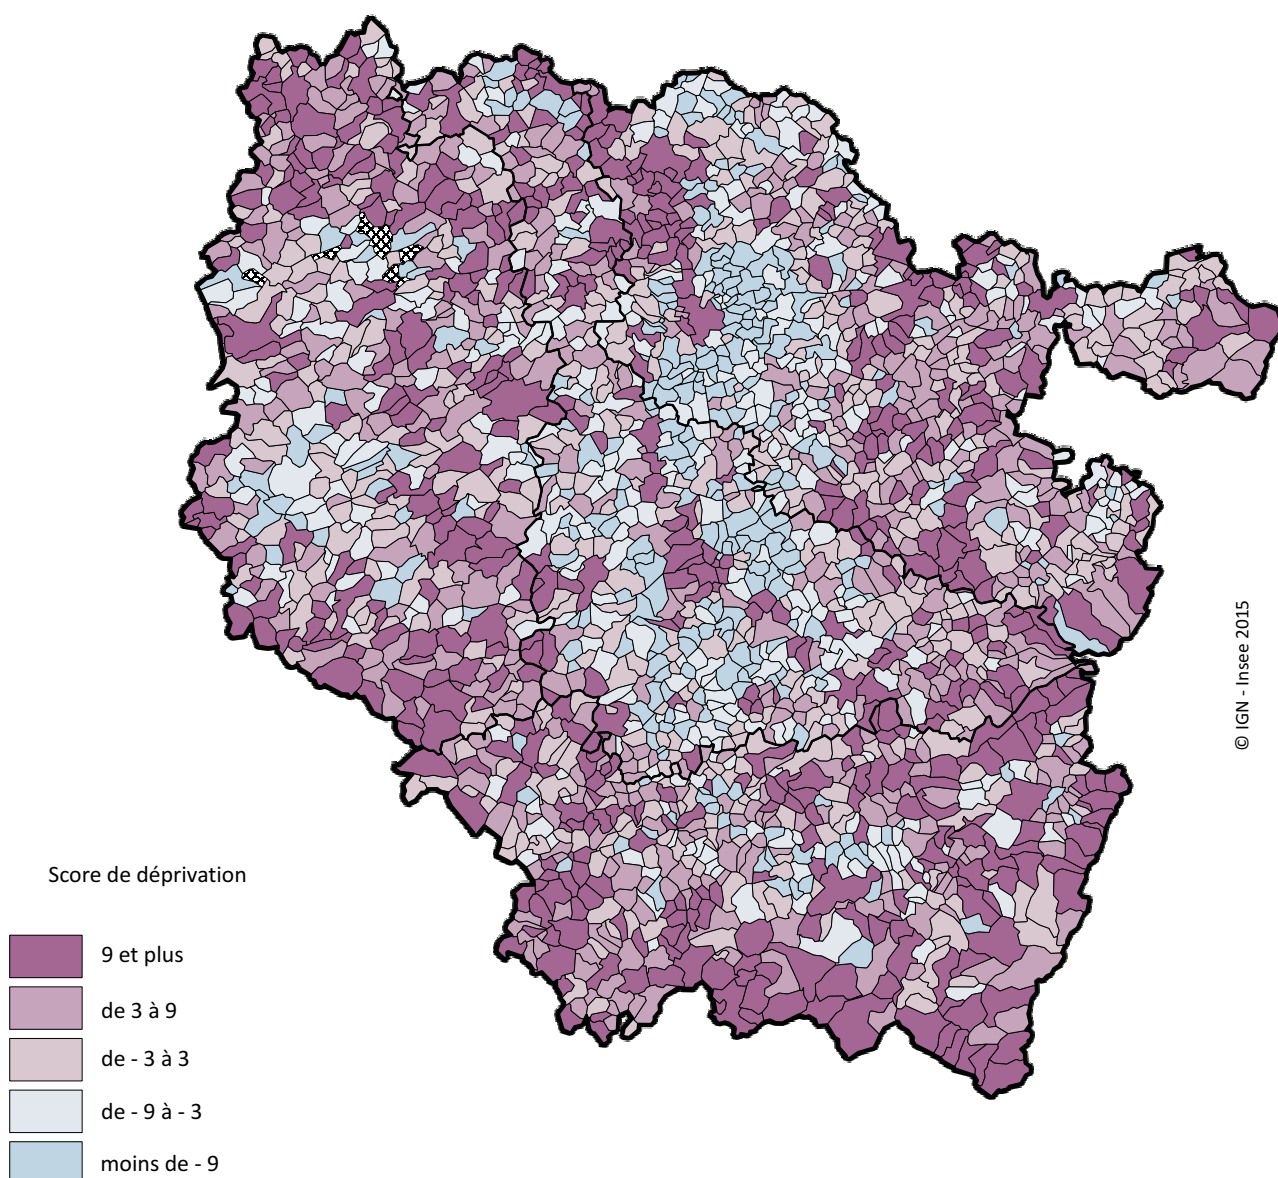 © IGN - Insee 2015
Score de déprivation
9 et plus
de 3 à 9
de - 3 à 3
de - 9 à - 3
moins de - 9